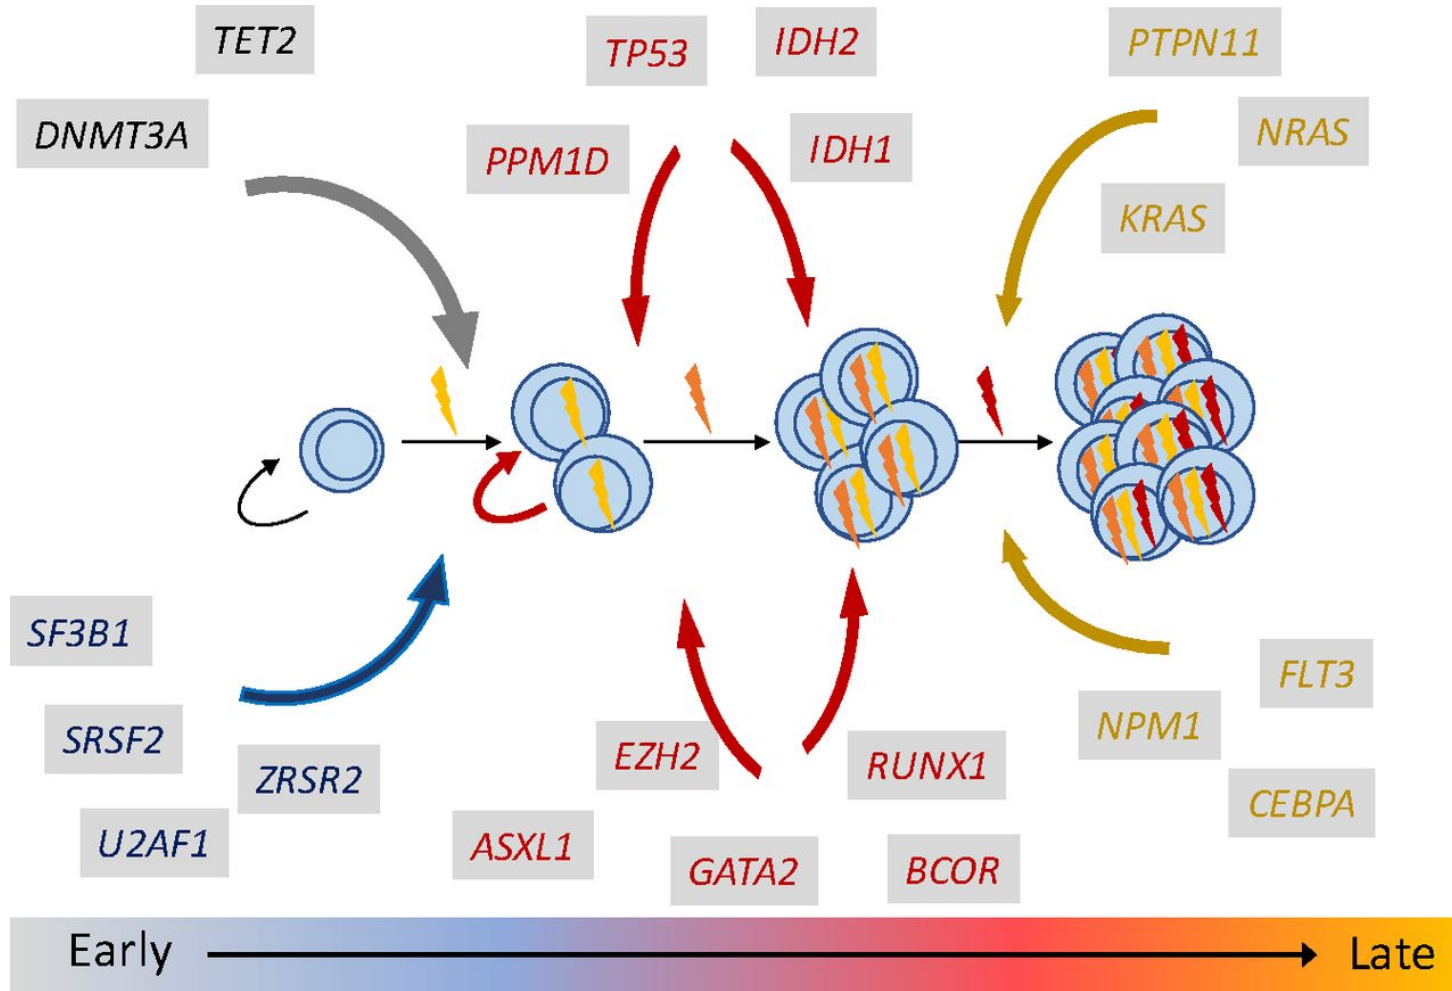 TET2
TP53
IDH2
PTPN11
DNMT3A
PPM1D
IDH1
NRAS
KRAS
SF3B1
SRSF2
ZRSR2
U2AF1
EZH2
RUNX1
ASXL1
GATA2
BCOR
FLT3
NPM1
CEBPA
Early
Late